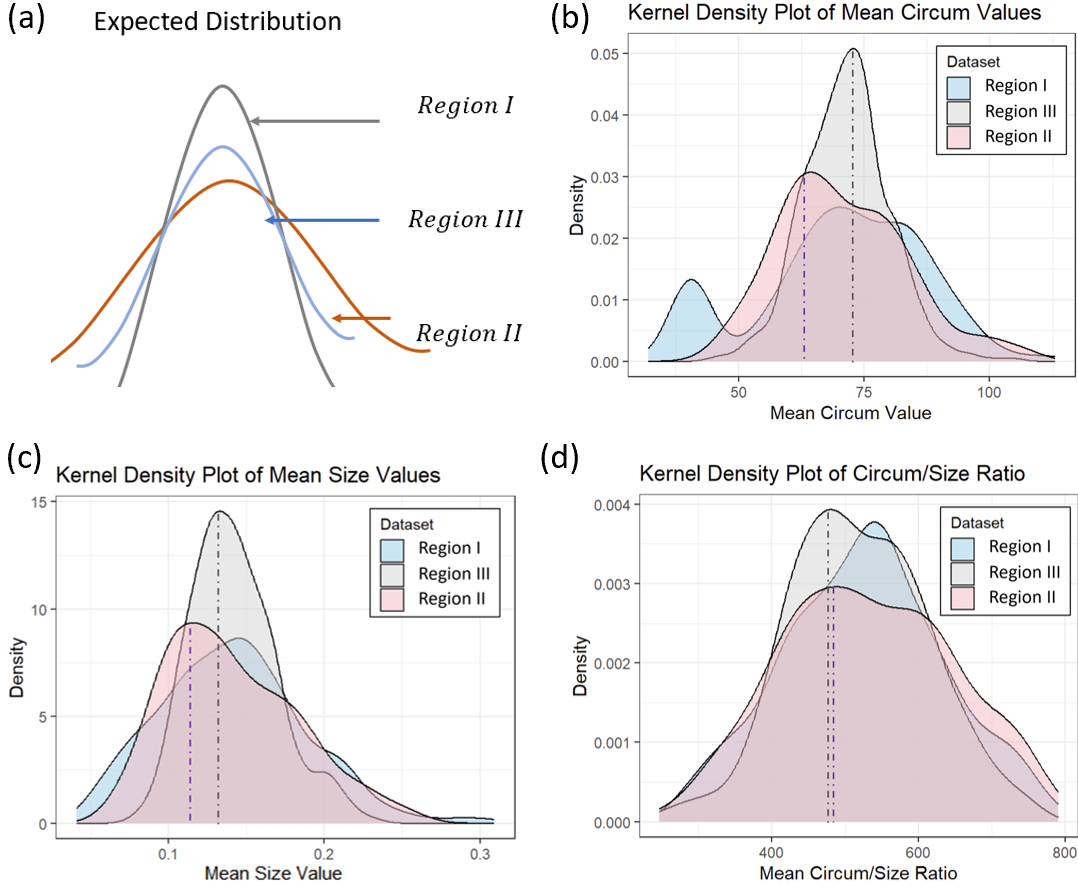 (a)
Expected Distribution
Region I
Region III
Region II
(b)
Kernel Density Plot of Mean Circum Values
0.05
0.04
0.03
0.02
0.01
0.00
Density
50
75
100
Mean Circum Value
Dataset
Region I
Region III
Region II
(c)
Kernel Density Plot of Mean Size Values
15
10
5
0
Density
0.1
0.2
0.3
Mean Size Value
Dataset
Region I
Region III
Region II
(d)
Kernel Density Plot of Circum/Size Ratio
0.004
0.003
0.002
0.001
0.000
Density
400
600
800
Mean Circum/Size Ratio
Dataset
Region I
Region III
Region II